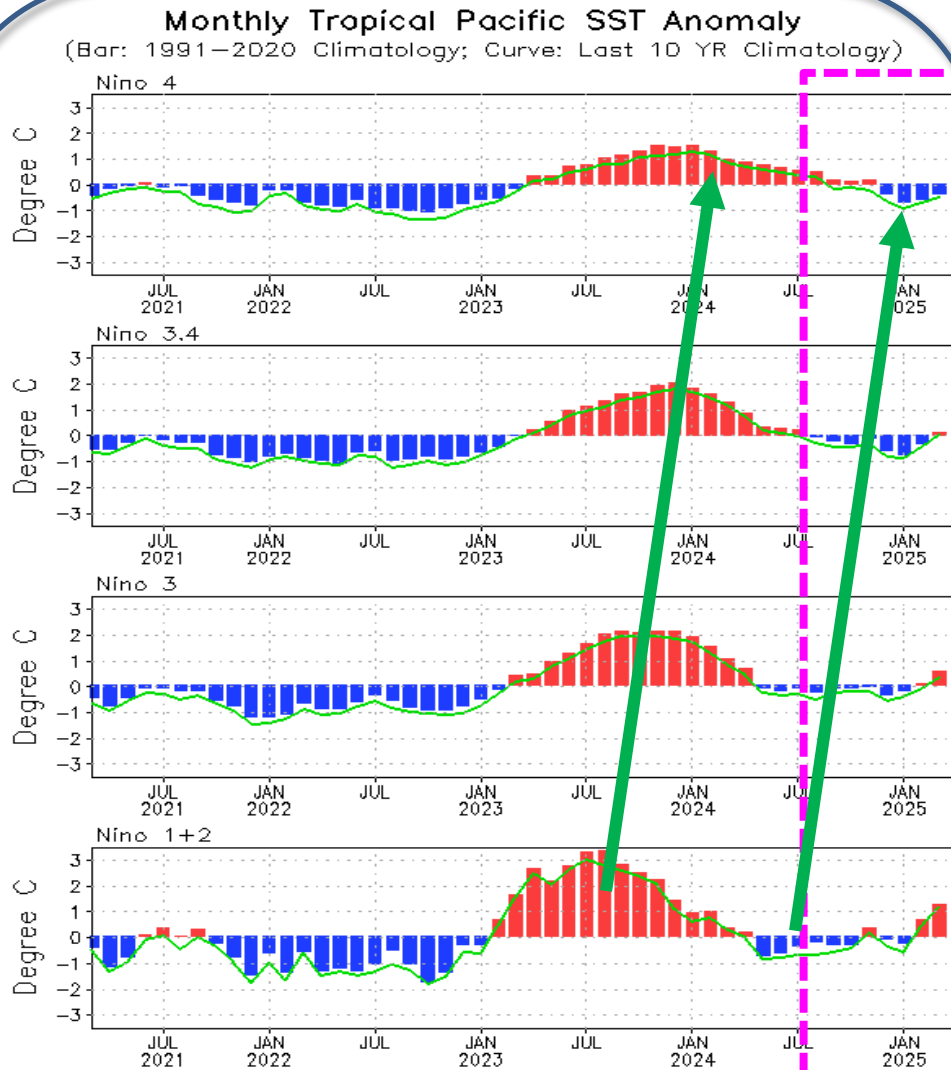 Monthly Tropical Pacific SST Anomaly
(Bar: 1991−2020 Climatology; Curve: Last 10 YR Climatology)
Nino 4
Degree C
3
2
1
0
−1
−2
−3
JUL JAN JUL JAN JUL JAN JUL JAN
2021 2022 2023 2024 2025
Nino 3.4
Degree C
3
2
1
0
−1
−2
−3
JUL JAN JUL JAN JUL JAN JUL JAN
2021 2022 2023 2024 2025
Nino 3
Degree C
3
2
1
0
−1
−2
−3
JUL JAN JUL JAN JUL JAN JUL JAN
2021 2022 2023 2024 2025
Nino 1+2
Degree C
3
2
1
0
−1
−2
−3
JUL JAN JUL JAN JUL JAN JUL JAN
2021 2022 2023 2024 2025